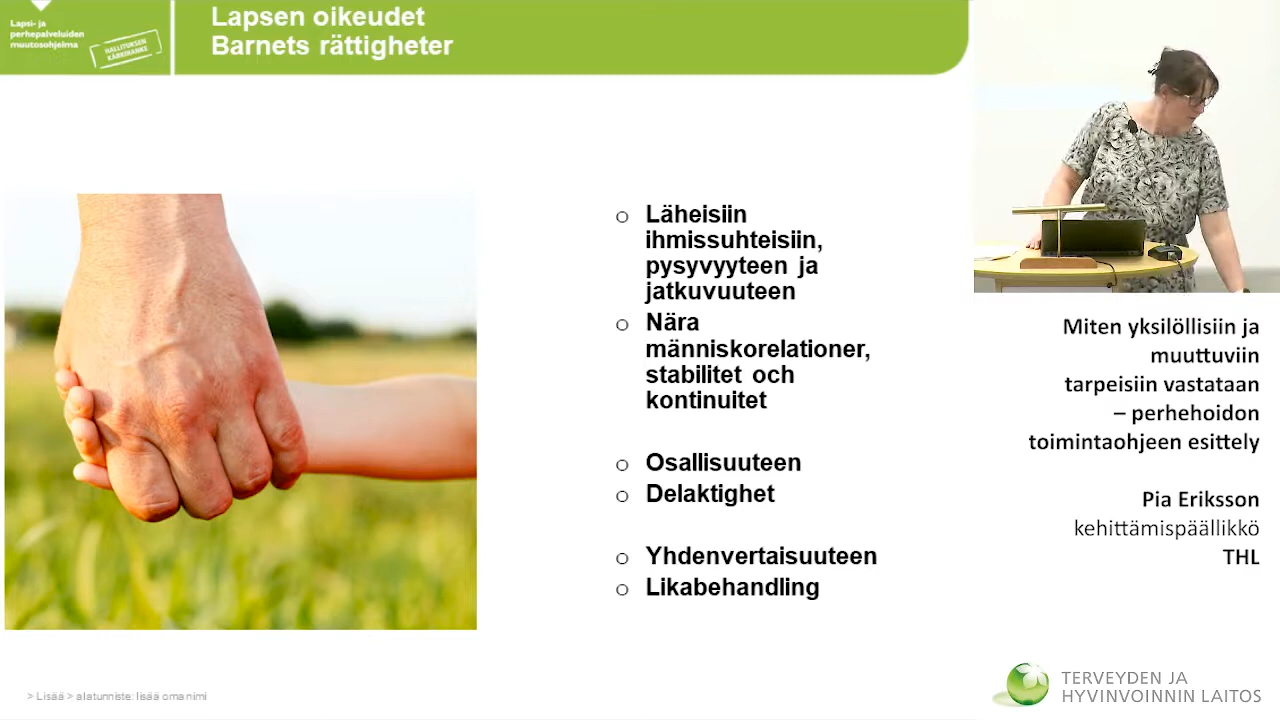 Lapsi- ja
perhepalveluiden
muutosohjelma
HALLITUKSEN
KÄRKIHANKE
Lapsen oikeudet
Barnets rättigheter
o Läheisiin
ihmissuhteisiin,
pysyvyyteen ja
jatkuvuuteen
o Nära
människorelationer,
stabilitet och
kontinuitet
o Osallisuuteen
o Delaktighet
o Yhdenvertaisuuteen
o Likabehandling
> Lisää > alatunniste: lisää oma nimi
Miten yksilöllisiin ja
muuttuviin
tarpeisiin vastataan
– perhehoidon
toimintaohjeen esittely
Pia Eriksson
kehittämispäällikkö
THL
TERVEYDEN JA
HYVINVOINNIN LAITOS